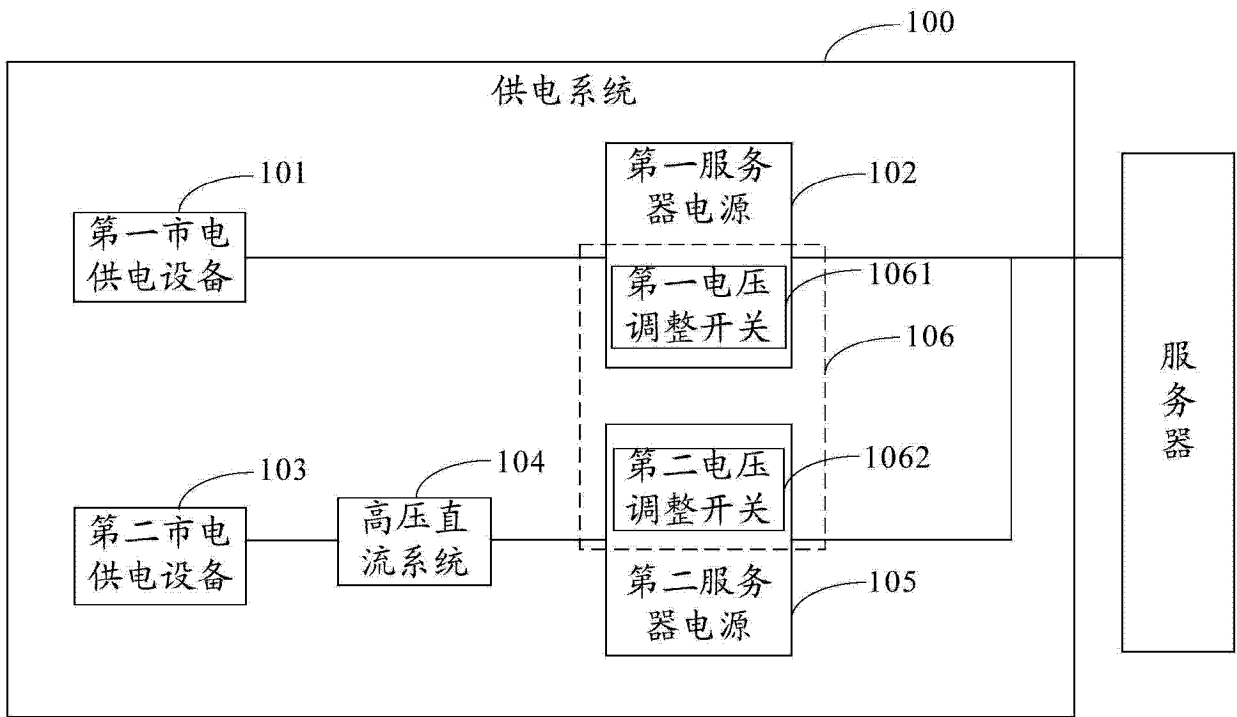 100
供电系统
101
第一市电
供电设备
第一服务
器电源
102
第一电压
调整开关
1061
106
103
第二市电
供电设备
104
高压直
流系统
第二电压
调整开关
1062
第二服务
器电源
105
服
务
器